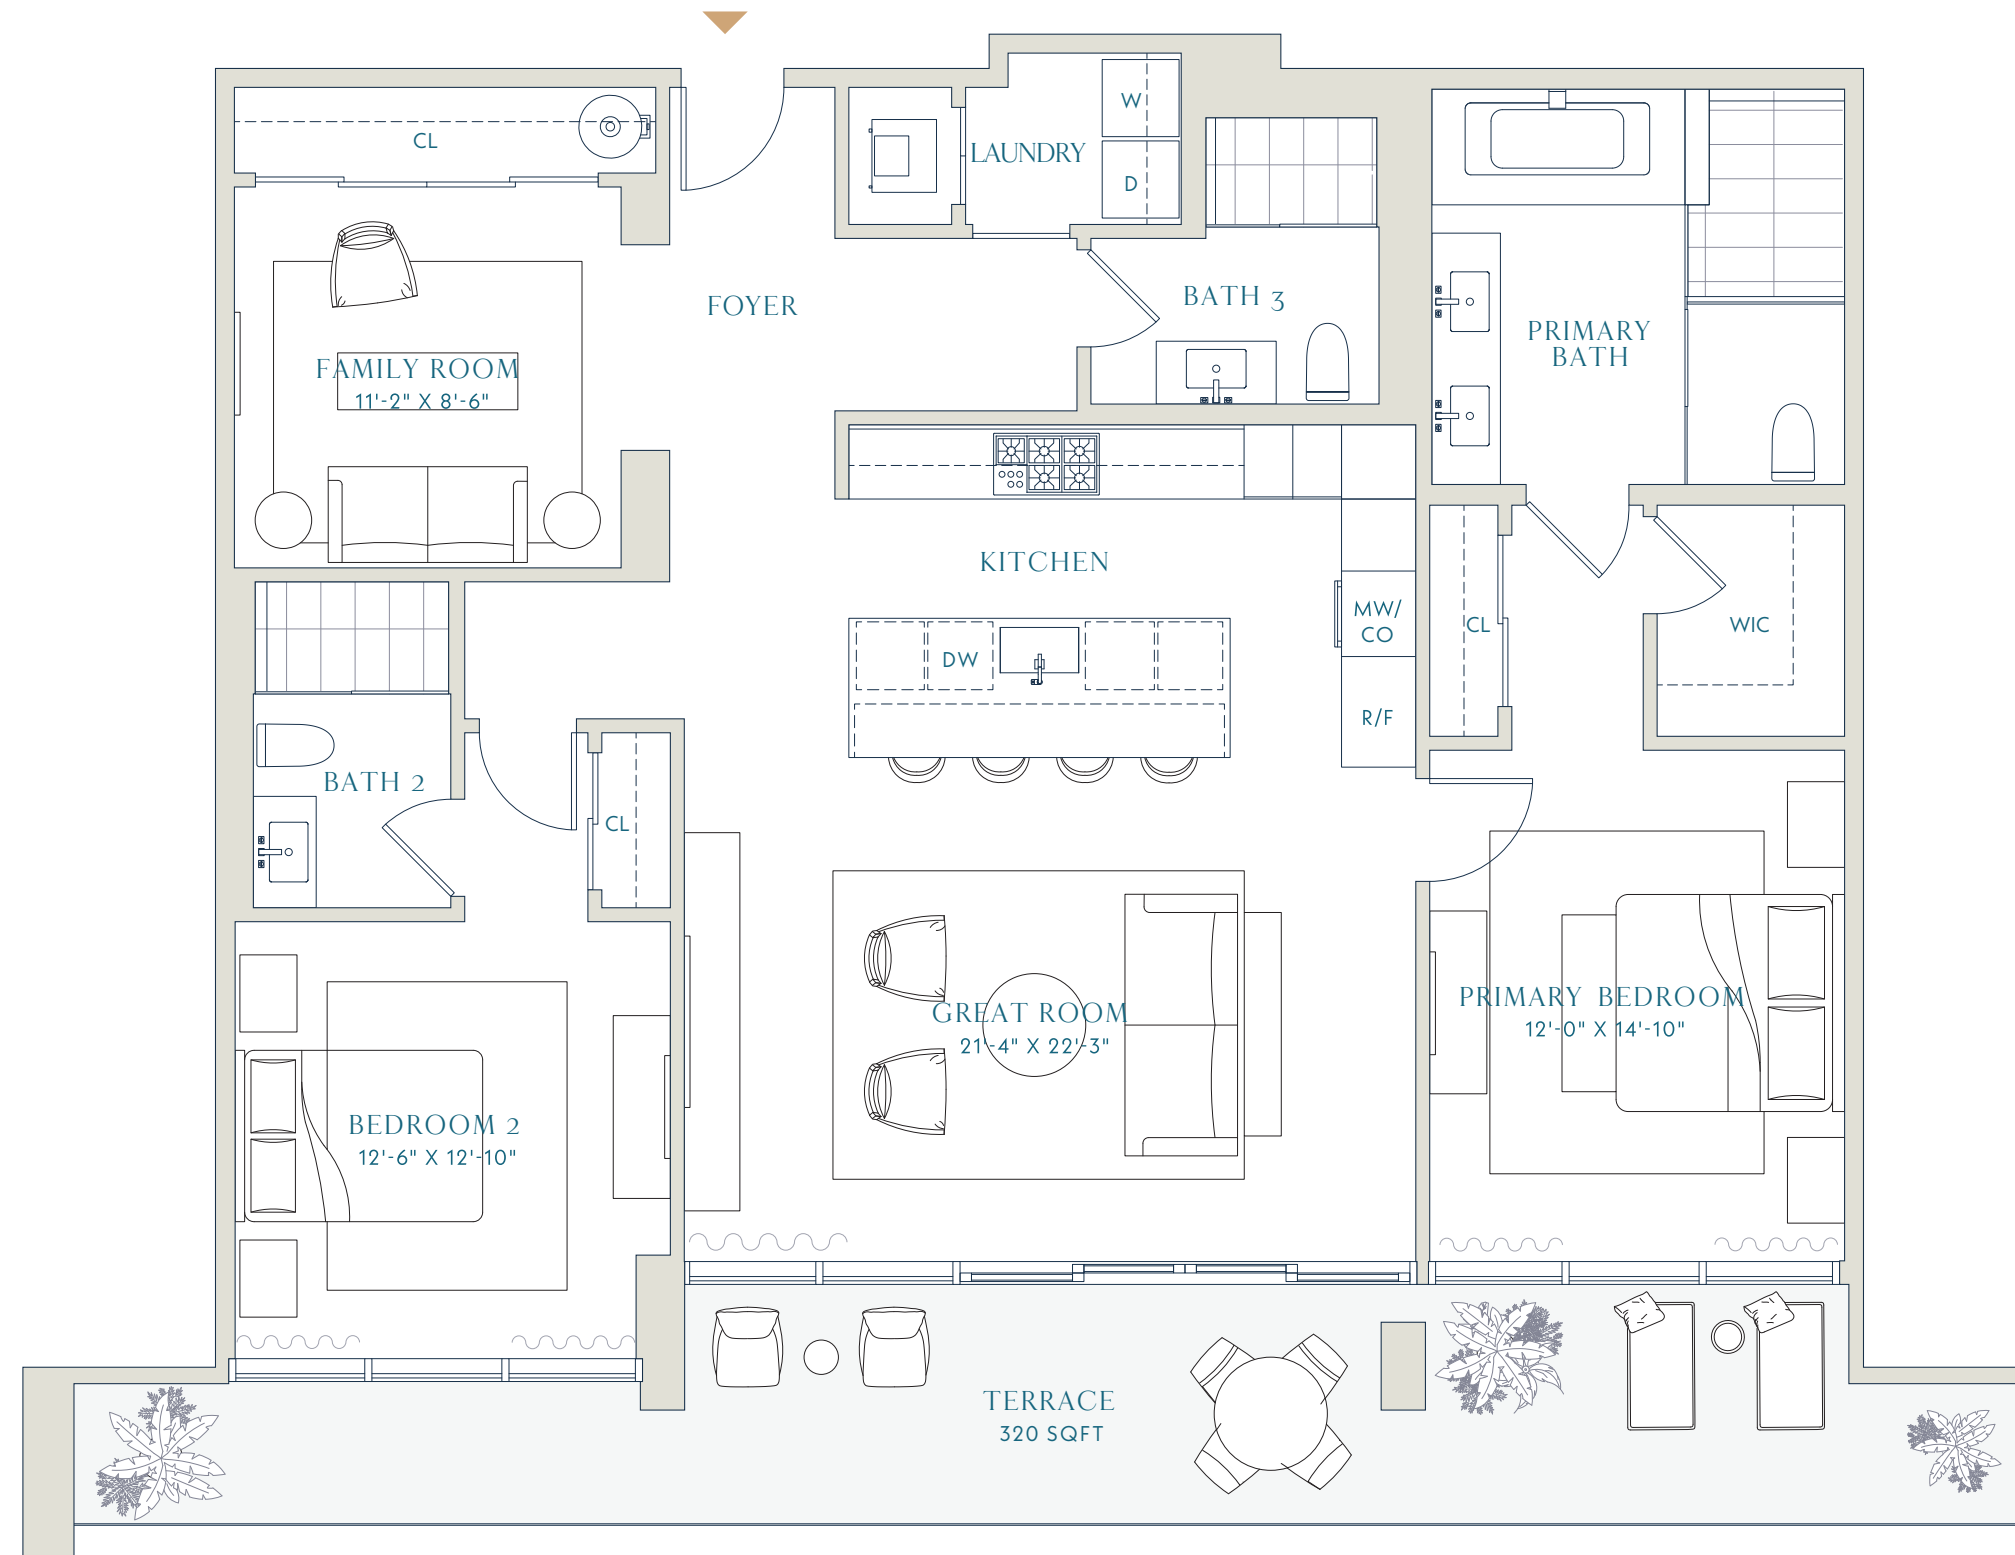 CL
W
LAUNDRY
D
FOYER
BATH 3
PRIMARY
BATH
FAMILY ROOM
11'-2" X 8'-6"
KITCHEN
MW/
CO
CL
WIC
DW
R/F
BATH 2
CL
GREAT ROOM
21'-4" X 22'-3"
PRIMARY BEDROOM
12'-0" X 14'-10"
BEDROOM 2
12'-6" X 12'-10"
TERRACE
320 SQFT